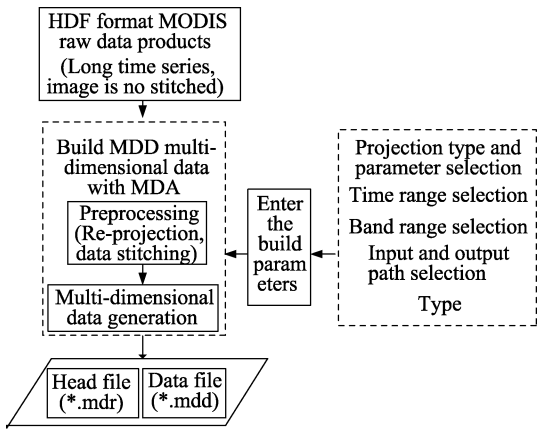 HDF format MODIS
raw data products
(Long time series,
image is no stitched)
Build MDD multi-
dimensional data
with MDA
Preprocessing
(Re-projection,
data stitching)
Multi-dimensional
data generation
Enter
the
build
param
eters
Projection type and
parameter selection
Time range selection
Band range selection
Input and output
path selection
Type
Head file
(*.mdr)
Data file
(*.mdd)